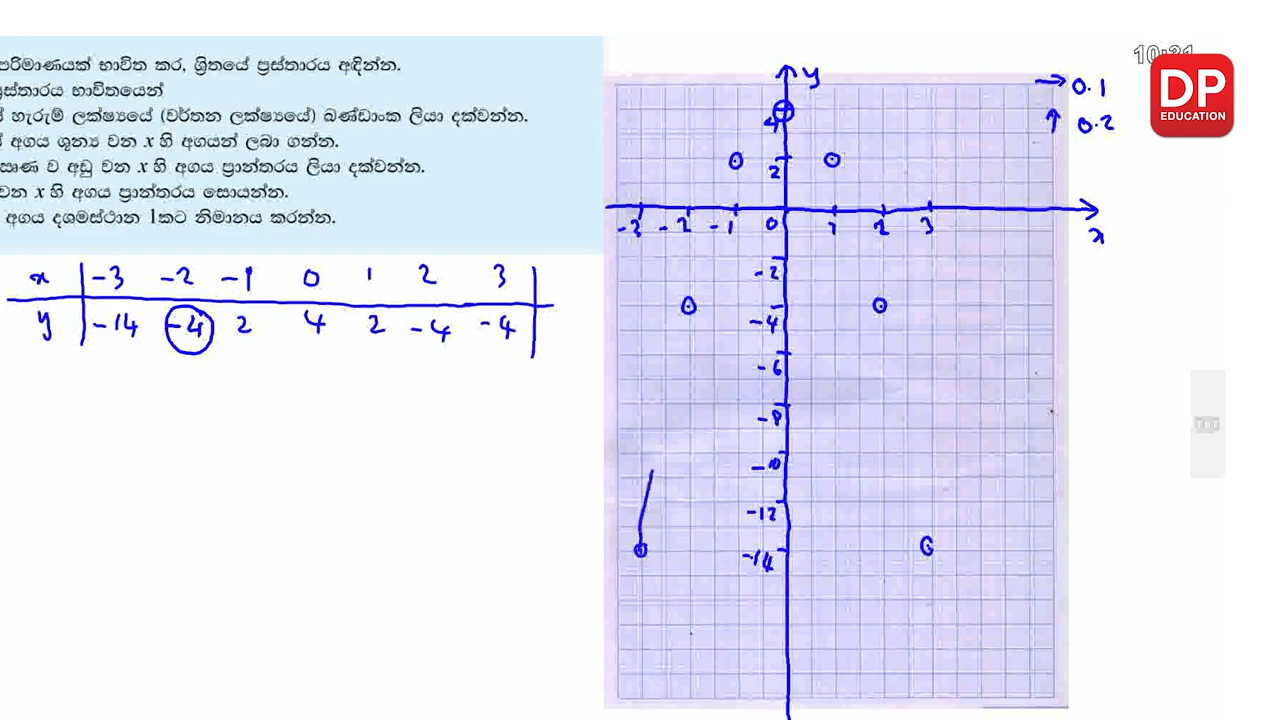 පරිමාණයක් භාවිත කර, ශ්‍රිතයේ ප්‍රස්තාරය අඳින්න.
ප්‍රස්තාරය භාවිතයෙන්
හැරුම් ලක්ෂ්‍යයේ (වර්තන ලක්ෂ්‍යයේ) ඛණ්ඩාංක ලියා දක්වන්න.
අගය ශුන්‍ය වන x හි අගයන් ලබා ගන්න.
ඍණ ව අඩු වන x හි අගය ප්‍රාන්තරය ලියා දක්වන්න.
වන x හි අගය ප්‍රාන්තරය සොයන්න.
අගය දශමස්ථාන 1කට නිමානය කරන්න.
x -3 -2 -1 0 1 2 3
y -14 -4 2 4 2 -4 -4
DP
EDUCATION
→ 0.1
↑ 0.2
y
4
2
-3 -2 -1 0 1 2 3
x
-2
-4
-6
-8
-10
-12
-14